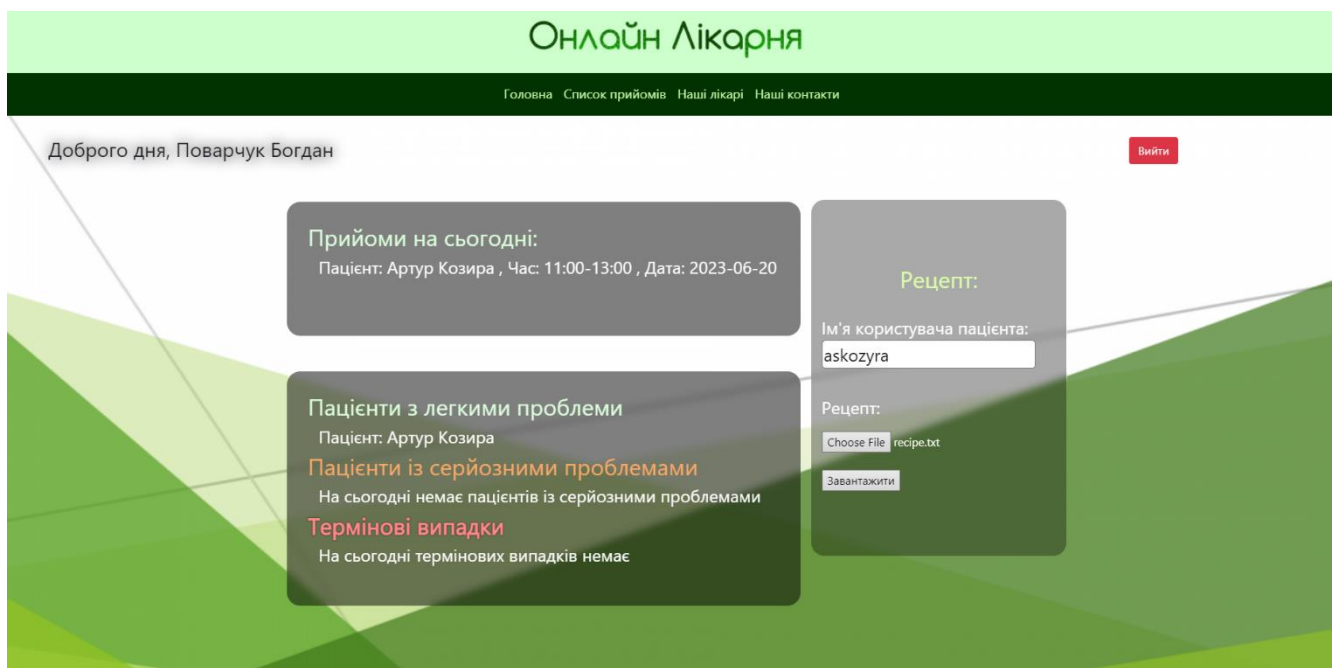 Онлайн Лікарня
Головна Список прийомів Наші лікарі Наші контакти
Доброго дня, Поварчук Богдан
Вийти
Прийоми на сьогодні:
Пацієнт: Артур Козира , Час: 11:00-13:00 , Дата: 2023-06-20
Пацієнти з легкими проблеми
Пацієнт: Артур Козира
Пацієнти із серйозними проблемами
На сьогодні немає пацієнтів із серйозними проблемами
Термінові випадки
На сьогодні термінових випадків немає
Рецепт:
Ім'я користувача пацієнта:
askozyra
Рецепт:
Choose File recipe.txt
Завантажити